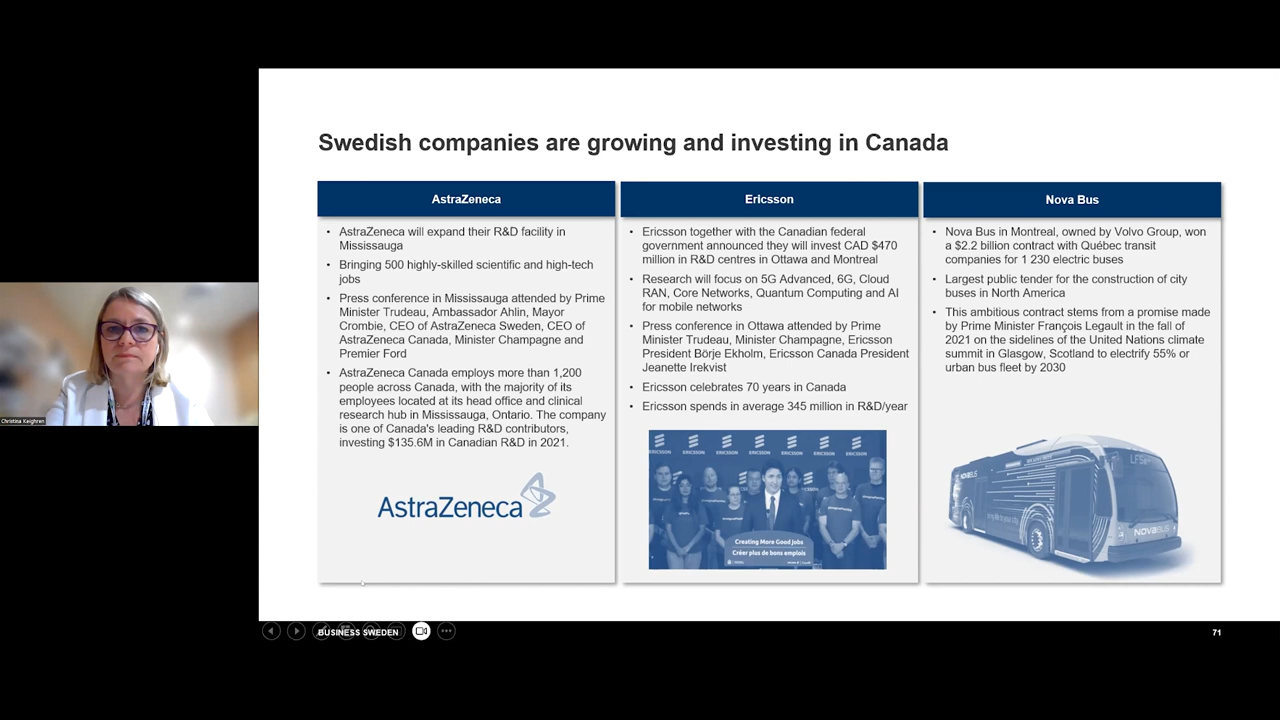 Swedish companies are growing and investing in Canada
AstraZeneca
• AstraZeneca will expand their R&D facility in
Mississauga
• Bringing 500 highly-skilled scientific and high-tech
jobs
• Press conference in Mississauga attended by Prime
Minister Trudeau, Ambassador Ahlin, Mayor
Crombie, CEO of AstraZeneca Sweden, CEO of
AstraZeneca Canada, Minister Champagne and
Premier Ford
• AstraZeneca Canada employs more than 1,200
people across Canada, with the majority of its
employees located at its head office and clinical
research hub in Mississauga, Ontario. The company
is one of Canada's leading R&D contributors,
investing $135.6M in Canadian R&D in 2021.
AstraZeneca
Ericsson
• Ericsson together with the Canadian federal
government announced they will invest CAD $470
million in R&D centres in Ottawa and Montreal
• Research will focus on 5G Advanced, 6G, Cloud
RAN, Core Networks, Quantum Computing and AI
for mobile networks
• Press conference in Ottawa attended by Prime
Minister Trudeau, Minister Champagne, Ericsson
President Börje Ekholm, Ericsson Canada President
Jeanette Irekvist
• Ericsson celebrates 70 years in Canada
• Ericsson spends in average 345 million in R&D/year
ERICSSON ERICSSON ERICSSON ERICSSON ERICSSON
Creating More Good Jobs
Créer plus de bons emplois
Nova Bus
• Nova Bus in Montreal, owned by Volvo Group, won
a $2.2 billion contract with Québec transit
companies for 1 230 electric buses
• Largest public tender for the construction of city
buses in North America
• This ambitious contract stems from a promise made
by Prime Minister François Legault in the fall of
2021 on the sidelines of the United Nations climate
summit in Glasgow, Scotland to electrify 55% or
urban bus fleet by 2030
LFSe+
NOVABUS
NOVABUS
Christina Keighren
BUSINESS SWEDEN
71